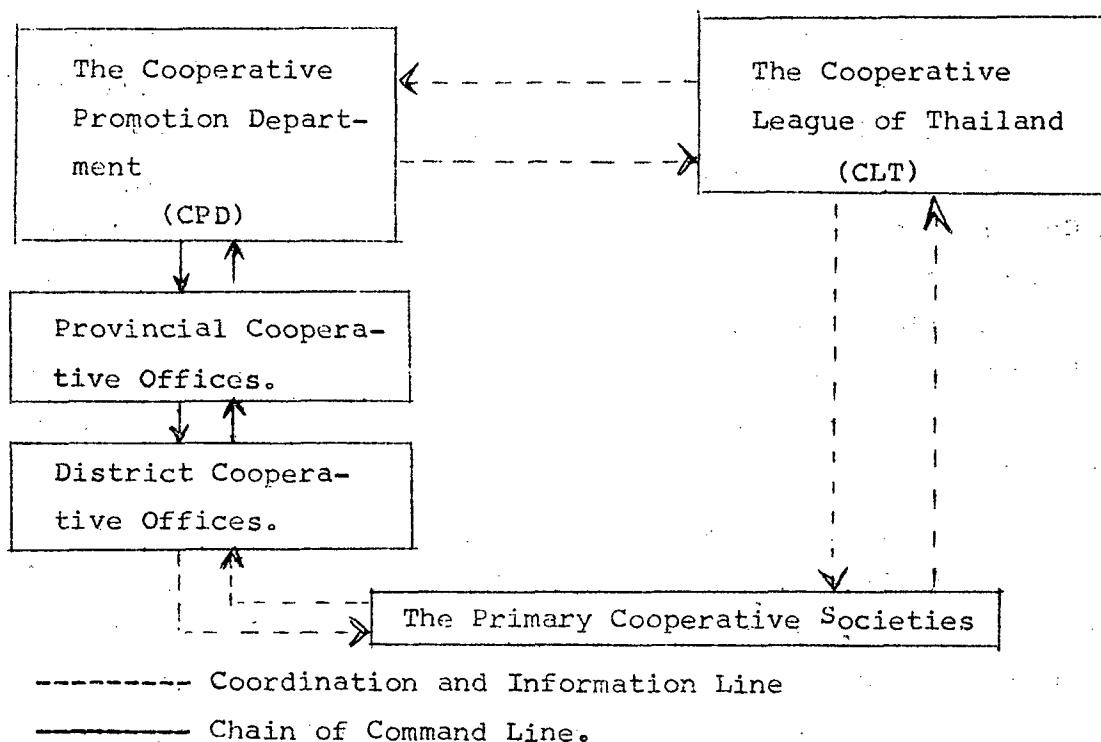 The Cooperative
Promotion Depart-
ment
(CPD)
The Cooperative
League of Thailand
(CLT)
Provincial Coopera-
tive Offices.
District Coopera-
tive Offices.
The Primary Cooperative Societies
Coordination and Information Line
Chain of Command Line.